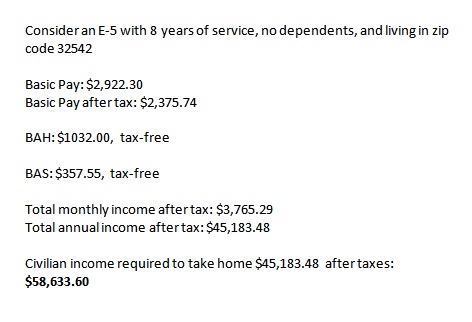 Consider an E-5 with 8 years of service, no dependents, and living in zip
code 32542
Basic Pay: $2,922.30
Basic Pay after tax: $2,375.74
BAH: $1032.00, tax-free
BAS: $357.55, tax-free
Total monthly income after tax: $3,765.29
Total annual income after tax: $45,183.48
Civilian income required to take home $45,183.48 after taxes:
$58,633.60